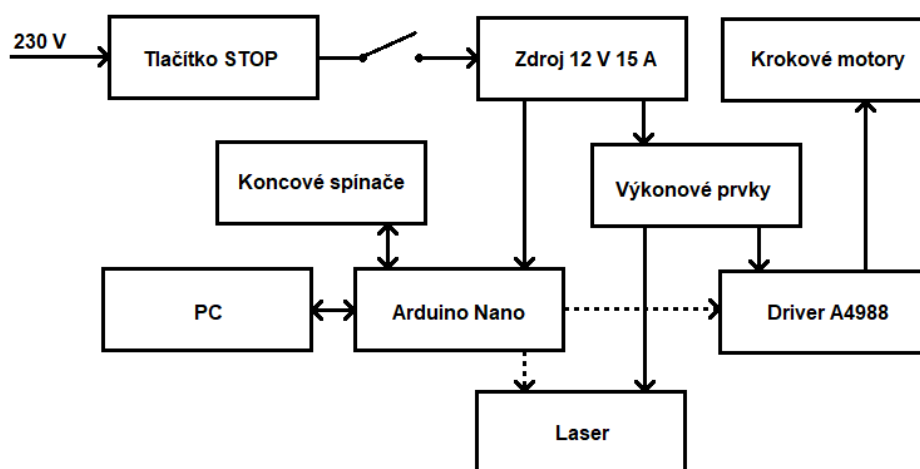 230 V
Tlačítko STOP
Zdroj 12 V 15 A
Krokové motory
Koncové spínače
Výkonové prvky
PC
Arduino Nano
Driver A4988
Laser